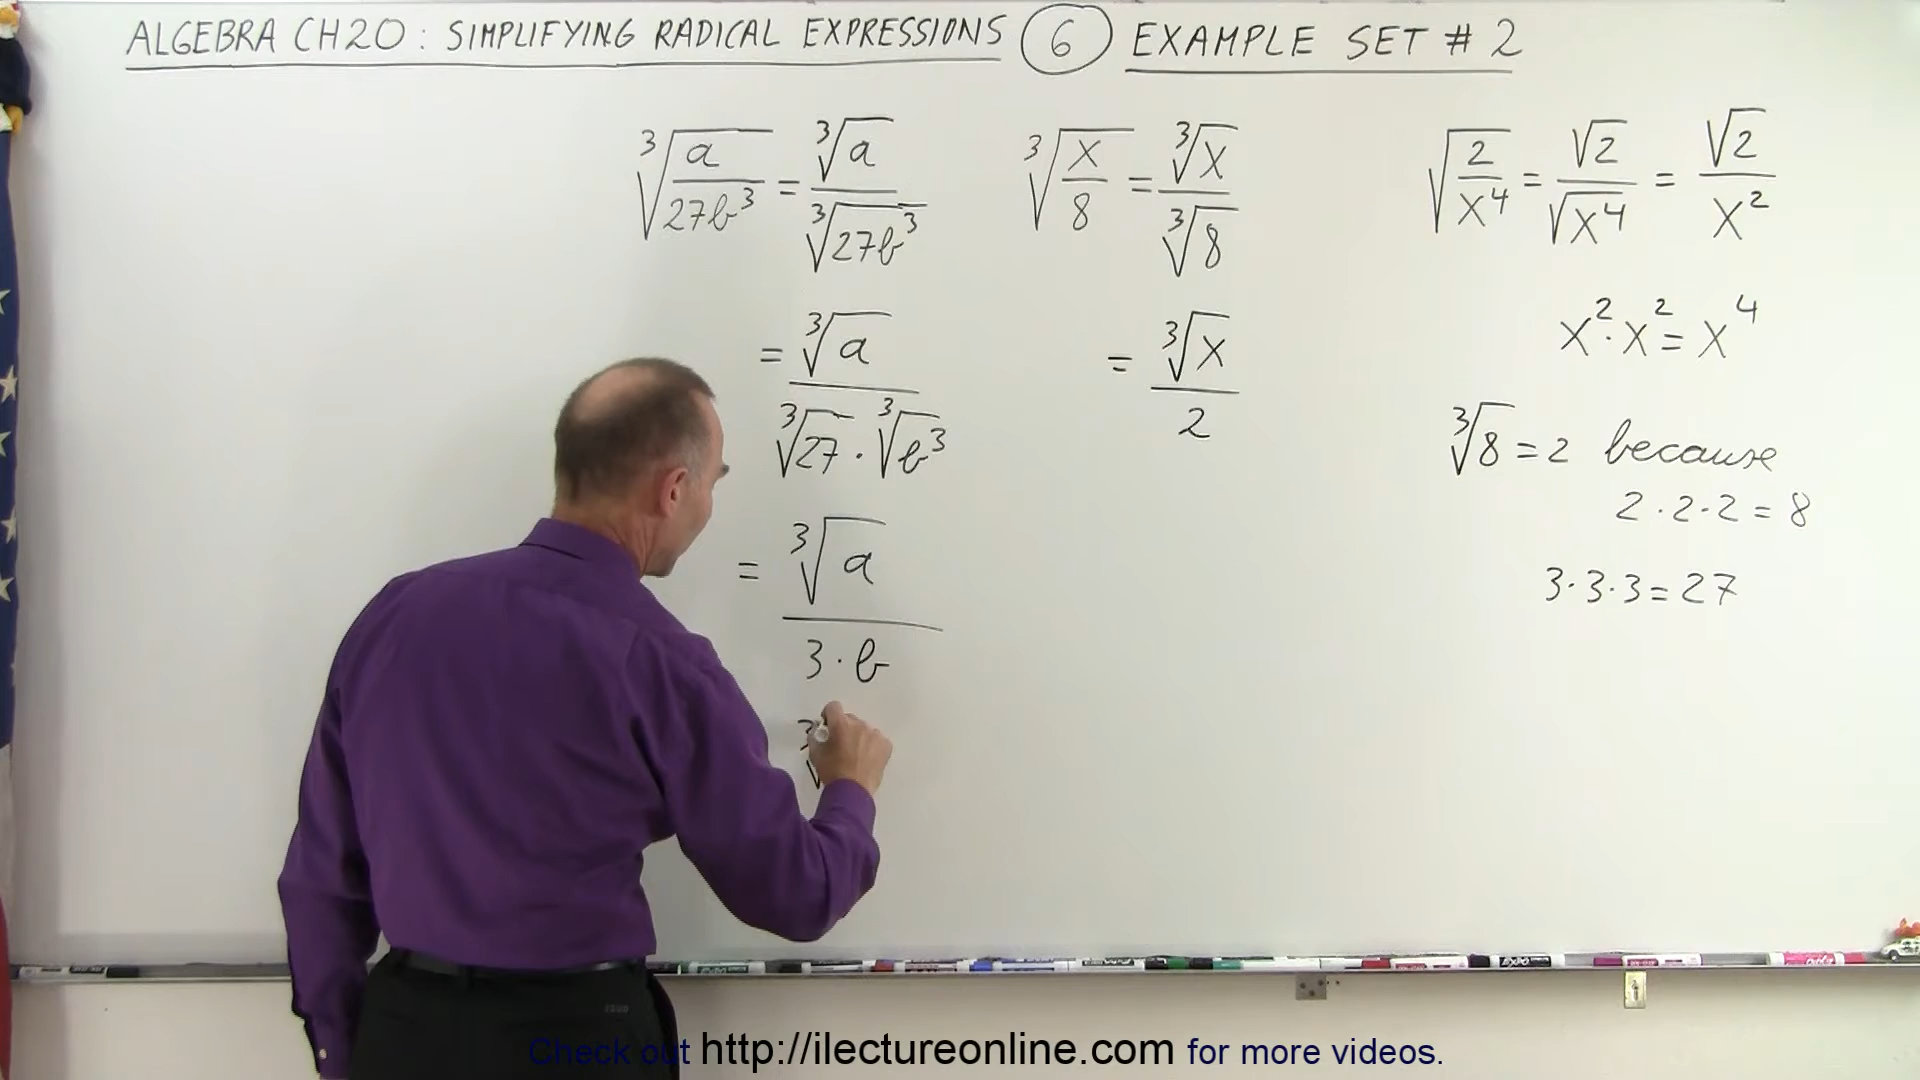 ALGEBRA CH20: SIMPLIFYING RADICAL EXPRESSIONS 6 EXAMPLE SET # 2
∛(a/27b³) = ∛a/∛27b³
= ∛a/∛27 · ∛b³
= ∛a/3 · b
3√
∛(x/8) = ∛x/∛8
= ∛x/2
√(2/x⁴) = √2/√x⁴ = √2/x²
x² · x² = x⁴
∛8 = 2 because
2 · 2 · 2 = 8
3 · 3 · 3 = 27
Check out http://ilectureonline.com for more videos.